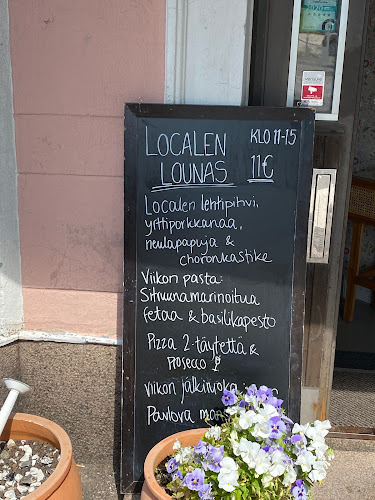 LOCALEN KLO 11-15
LOUNAS 11€
Localen lehtipihvi,
yrttiporkkanaa,
neulapapuja &
choronkastike
Viikon pasta:
Sitruunamarinoitua
fetaa & basilikapesto
Pizza 2-täytettä &
Prosecco
Viikon jälkiruoka
Pavlova